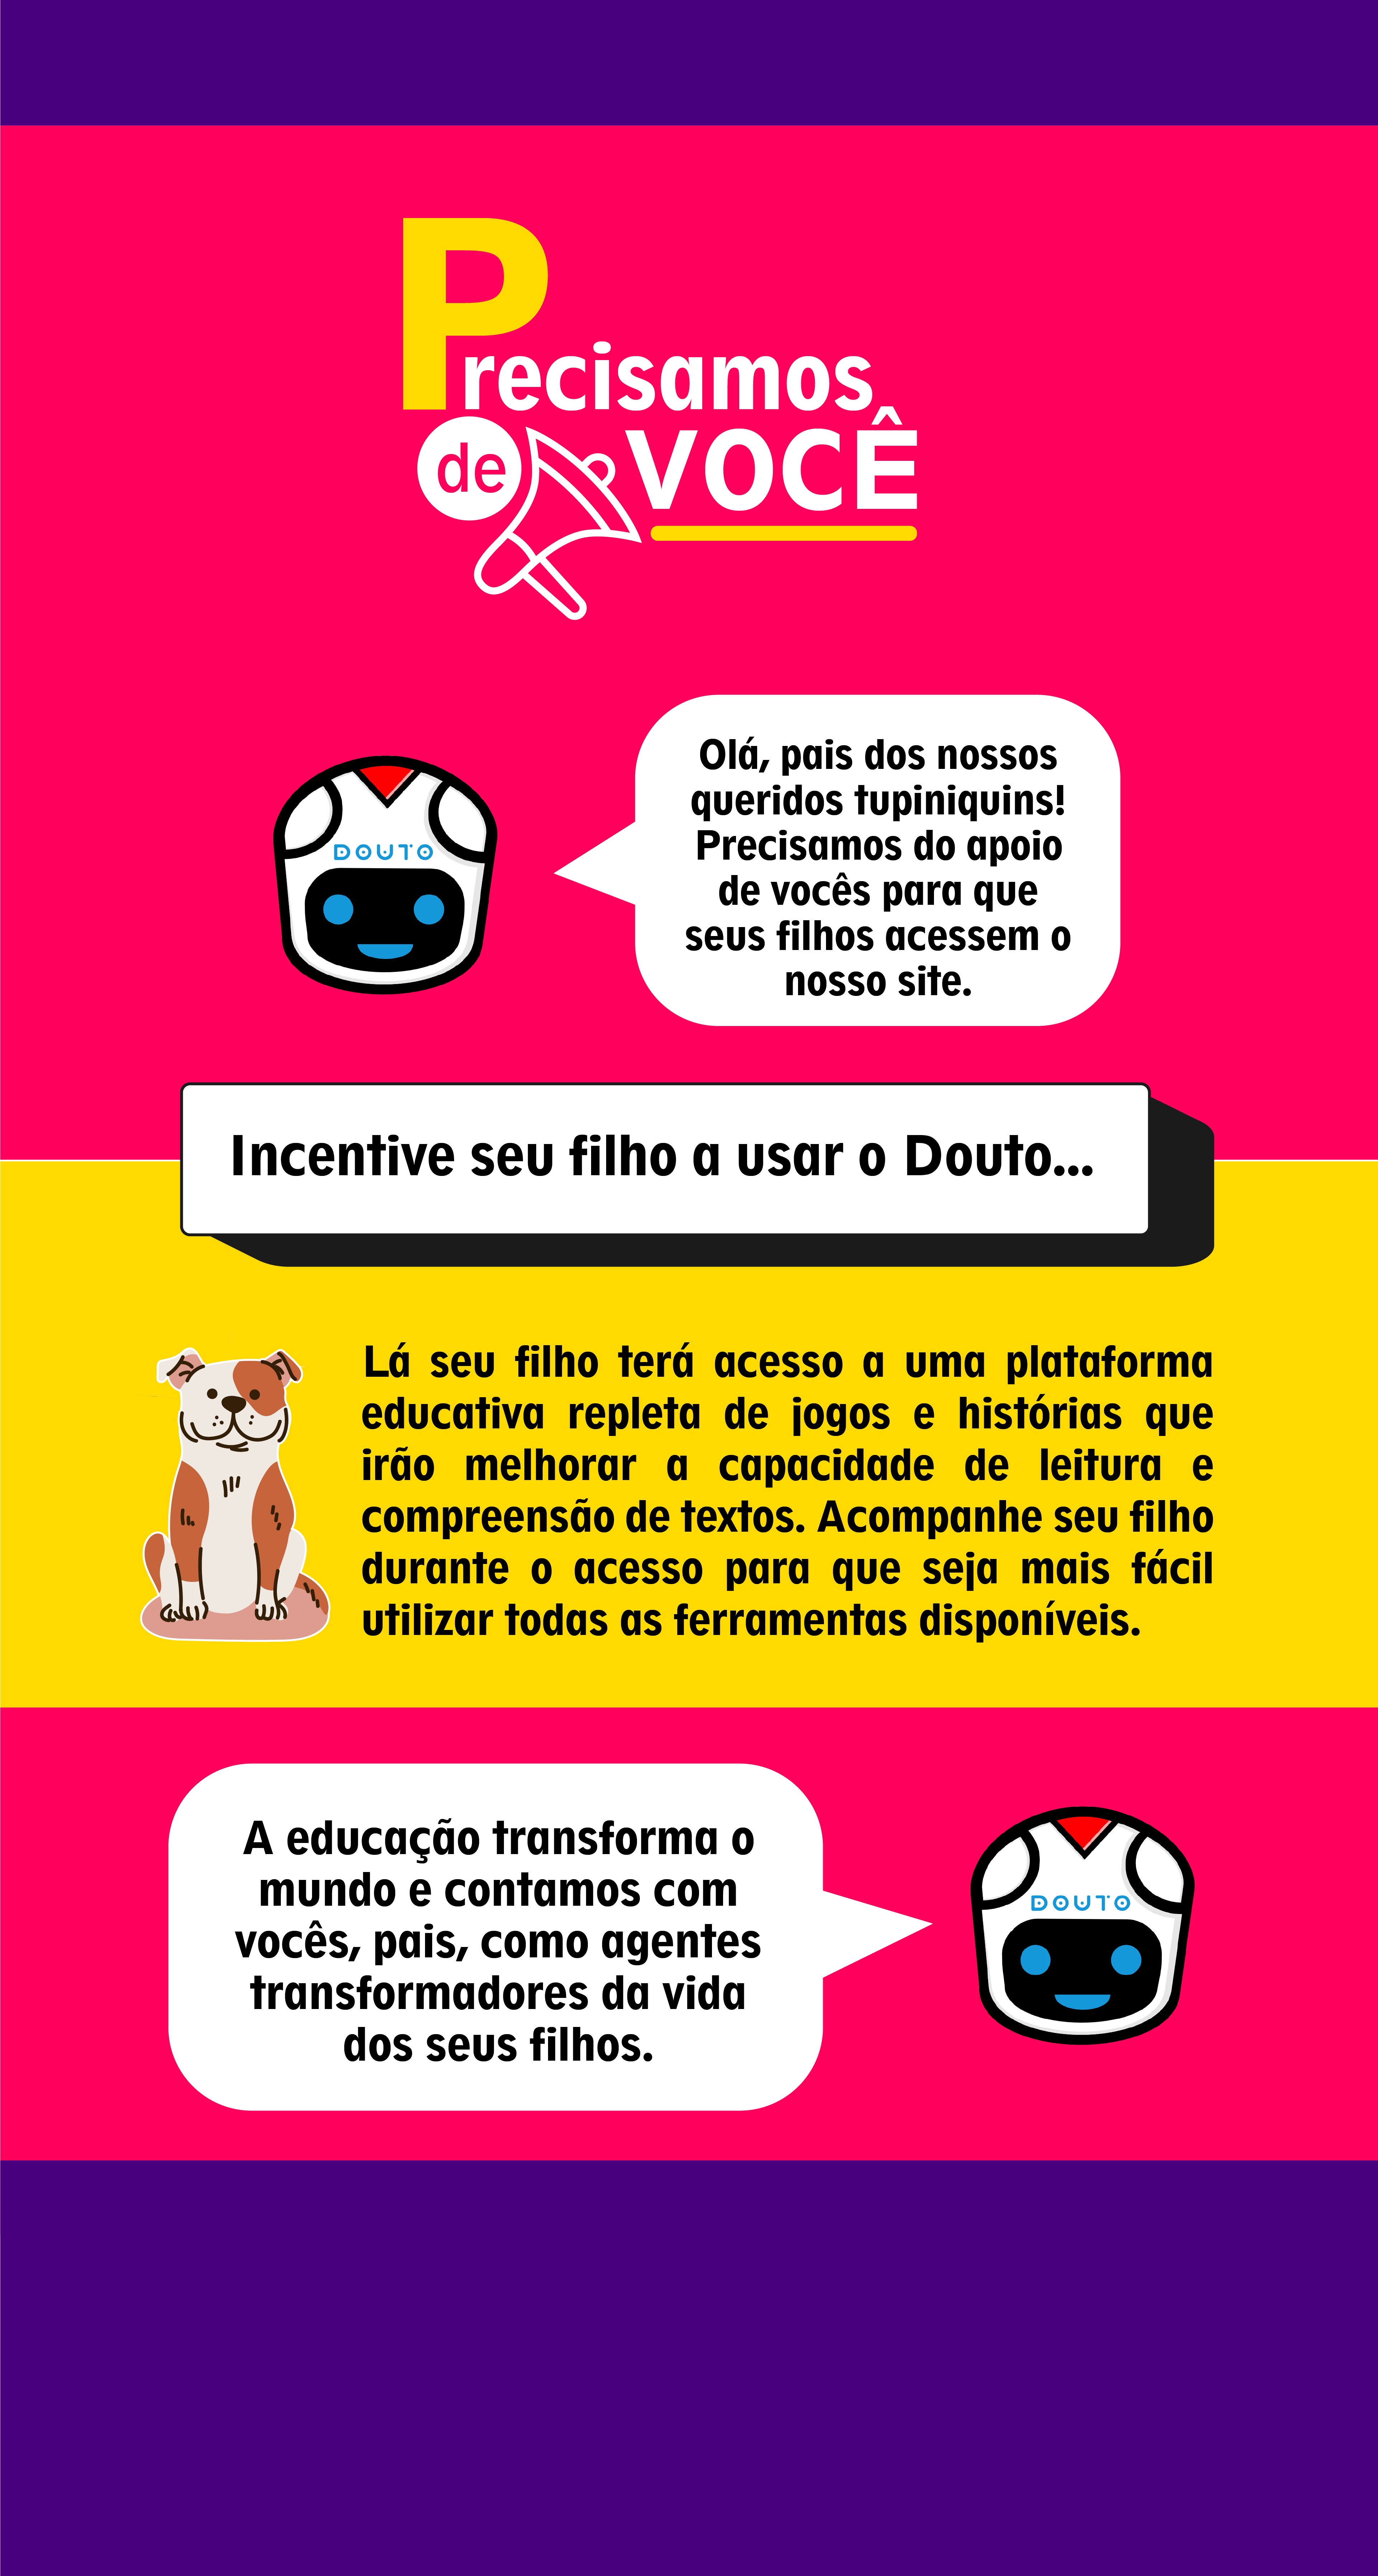 Precisamos
de VOCÊ
Olá, pais dos nossos
queridos tupiniquins!
Precisamos do apoio
de vocês para que
seus filhos acessem o
nosso site.
DOUTO
Incentive seu filho a usar o Douto...
Lá seu filho terá acesso a uma plataforma
educativa repleta de jogos e histórias que
irão melhorar a capacidade de leitura e
compreensão de textos. Acompanhe seu filho
durante o acesso para que seja mais fácil
utilizar todas as ferramentas disponíveis.
A educação transforma o
mundo e contamos com
vocês, pais, como agentes
transformadores da vida
dos seus filhos.
DOUTO